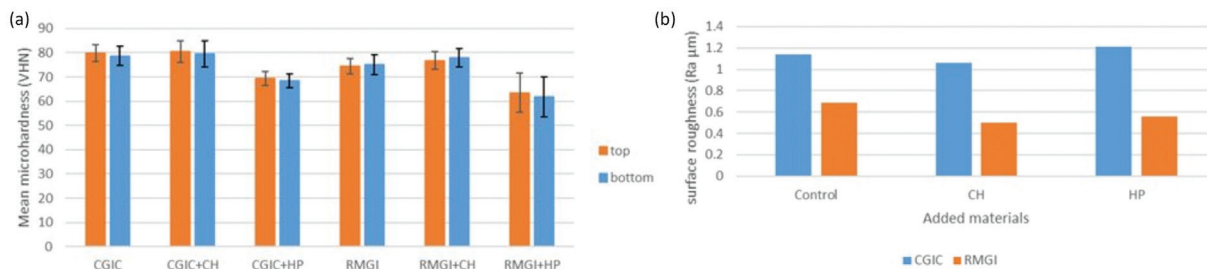 (a)
90
80
70
60
50
40
30
20
10
0
Mean microhardness (VHN)
CGIC CGIC+CH CGIC+HP RMGI RMGI+CH RMGI+HP
top
bottom
(b)
1.4
1.2
1
0.8
0.6
0.4
0.2
0
surface roughness (Ra µm)
Control CH HP
Added materials
CGIC RMGI